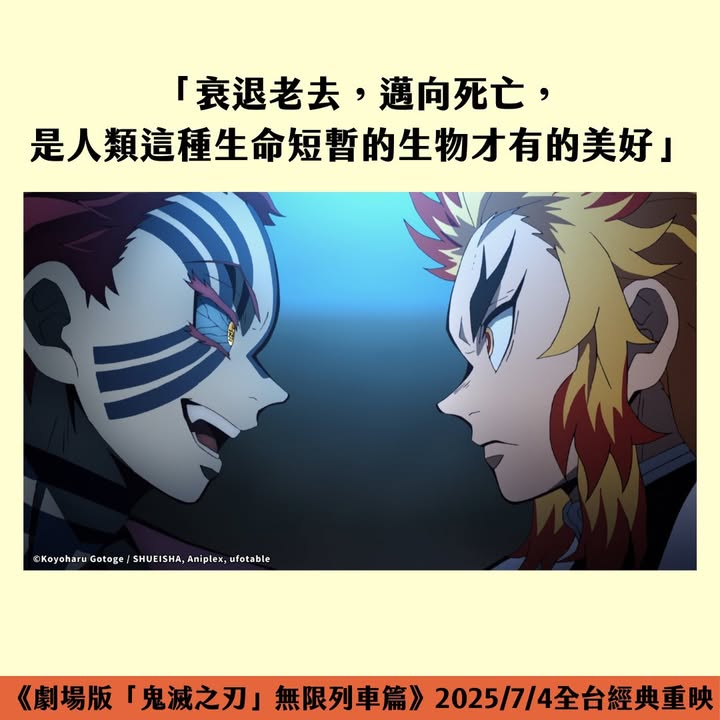 「衰退老去，邁向死亡，
是人類這種生命短暫的生物才有的美好」
©Koyoharu Gotoge / SHUEISHA, Aniplex, ufotable
《劇場版「鬼滅之刃」無限列車篇》2025/7/4全台經典重映